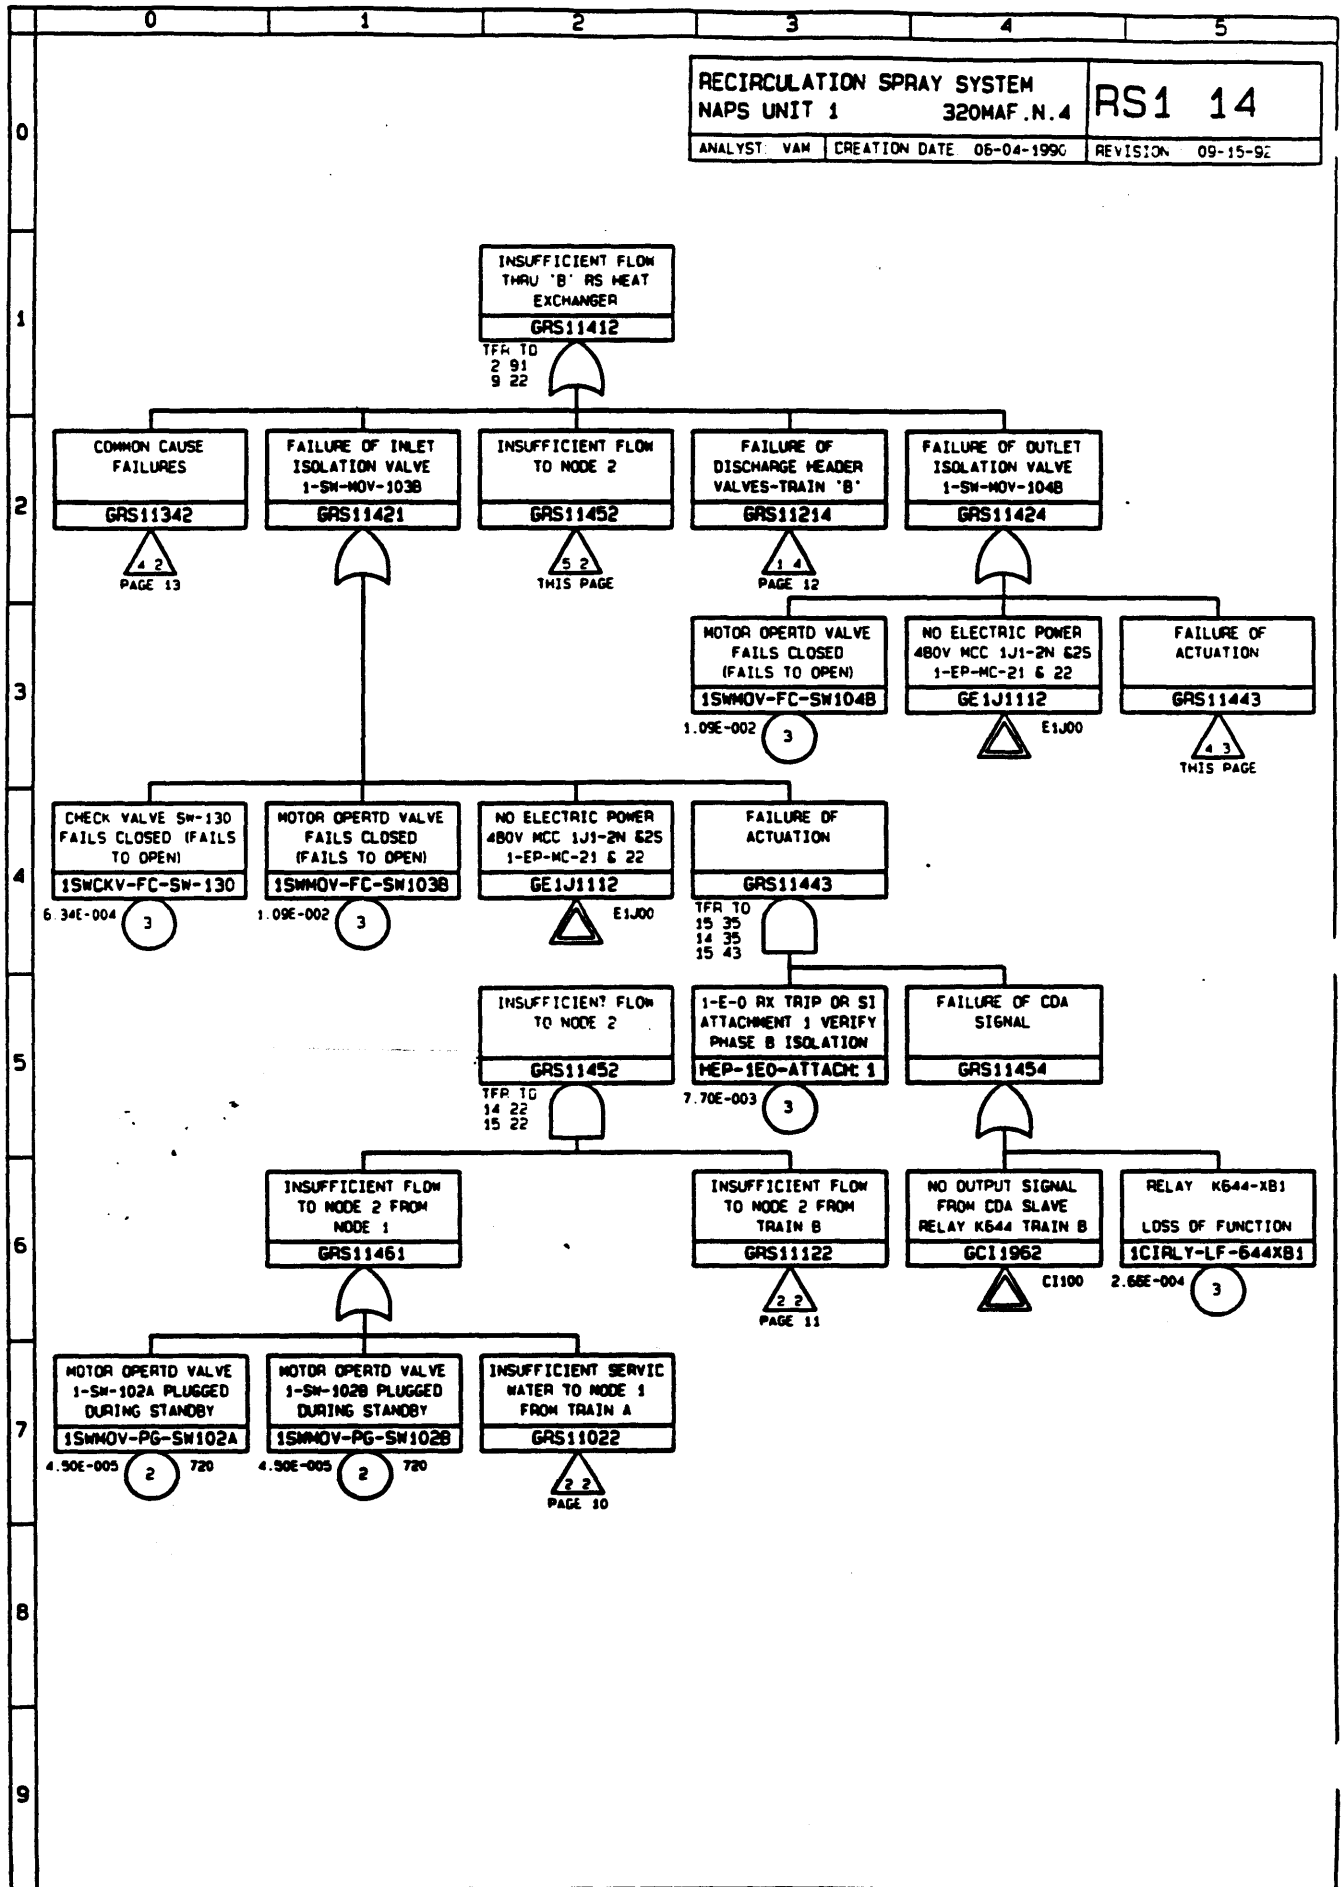 0 1 2 3 4 5
RECIRCULATION SPRAY SYSTEM
NAPS UNIT 1 320MAF.N.4
RS1 14
ANALYST: VAM CREATION DATE 06-04-1990 REVISION 09-15-92
0
INSUFFICIENT FLOW
THRU 'B' RS HEAT
EXCHANGER
GRS11412
TFR TO
2 91
9 22
1
COMMON CAUSE
FAILURES
GRS11342
4 2
PAGE 13
FAILURE OF INLET
ISOLATION VALVE
1-SW-MOV-103B
GRS11421
INSUFFICIENT FLOW
TO NODE 2
GRS11452
5 2
THIS PAGE
FAILURE OF
DISCHARGE HEADER
VALVES-TRAIN 'B'
GRS11214
1 4
PAGE 12
FAILURE OF OUTLET
ISOLATION VALVE
1-SW-MOV-104B
GRS11424
2
MOTOR OPERTD VALVE
FAILS CLOSED
(FAILS TO OPEN)
1SWMOV-FC-SW104B
1.09E-002 3
NO ELECTRIC POWER
480V MCC 1J1-2N &2S
1-EP-MC-21 & 22
GE1J1112
E1J00
FAILURE OF
ACTUATION
GRS11443
4 3
THIS PAGE
3
CHECK VALVE SW-130
FAILS CLOSED (FAILS
TO OPEN)
1SWCKV-FC-SW-130
6.34E-004 3
MOTOR OPERTD VALVE
FAILS CLOSED
(FAILS TO OPEN)
1SWMOV-FC-SW103B
1.09E-002 3
NO ELECTRIC POWER
480V MCC 1J1-2N &2S
1-EP-MC-21 & 22
GE1J1112
E1J00
FAILURE OF
ACTUATION
GRS11443
TFR TO
15 35
14 35
15 43
4
INSUFFICIENT FLOW
TO NODE 2
GRS11452
TFR TO
14 22
15 22
1-E-0 RX TRIP OR SI
ATTACHMENT 1 VERIFY
PHASE B ISOLATION
HEP-1E0-ATTACH: 1
7.70E-003 3
FAILURE OF CDA
SIGNAL
GRS11454
5
INSUFFICIENT FLOW
TO NODE 2 FROM
NODE 1
GRS11461
INSUFFICIENT FLOW
TO NODE 2 FROM
TRAIN B
GRS11122
2 2
PAGE 11
NO OUTPUT SIGNAL
FROM CDA SLAVE
RELAY K644 TRAIN B
GCI1962
CI100
RELAY K644-XB1
LOSS OF FUNCTION
1CIRLY-LF-644XB1
2.66E-004 3
6
MOTOR OPERTD VALVE
1-SW-102A PLUGGED
DURING STANDBY
1SWMOV-PG-SW102A
4.50E-005 2 720
MOTOR OPERTD VALVE
1-SW-102B PLUGGED
DURING STANDBY
1SWMOV-PG-SW102B
4.50E-005 2 720
INSUFFICIENT SERVIC
WATER TO NODE 1
FROM TRAIN A
GRS11022
2 2
PAGE 10
7
8
9